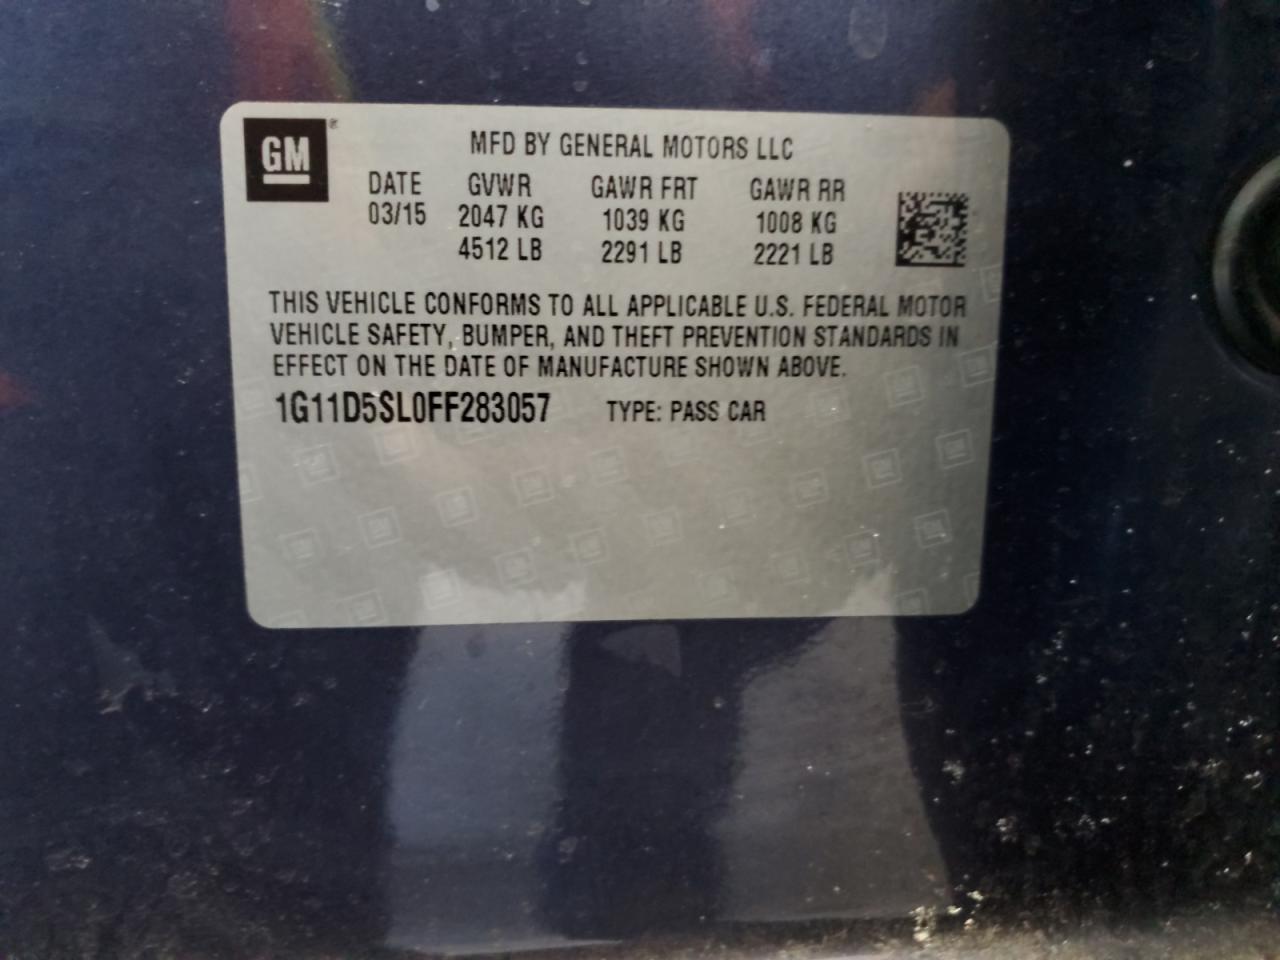 GM®
MFD BY GENERAL MOTORS LLC
DATE GVWR GAWR FRT GAWR RR
03/15 2047 KG 1039 KG 1008 KG
4512 LB 2291 LB 2221 LB
THIS VEHICLE CONFORMS TO ALL APPLICABLE U.S. FEDERAL MOTOR
VEHICLE SAFETY, BUMPER, AND THEFT PREVENTION STANDARDS IN
EFFECT ON THE DATE OF MANUFACTURE SHOWN ABOVE.
1G11D5SL0FF283057 TYPE: PASS CAR